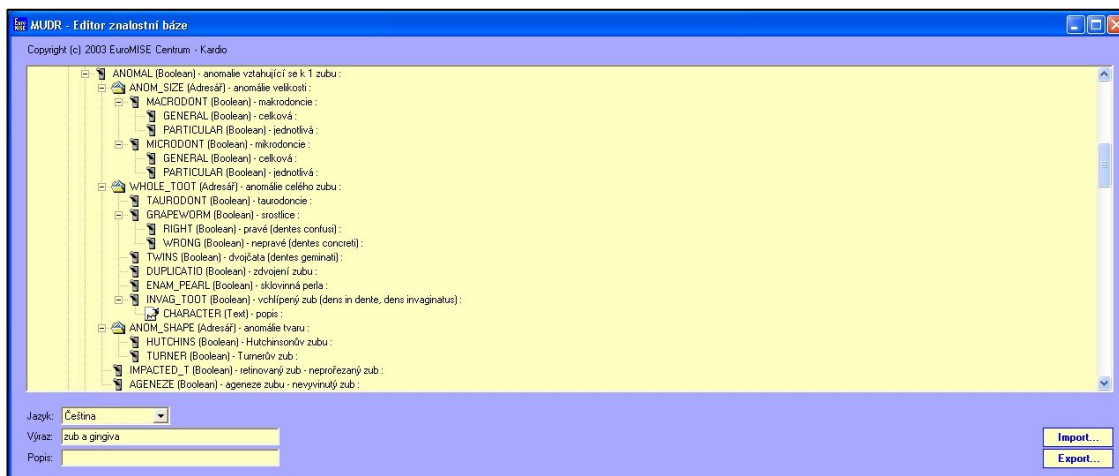 Euro MISE MUDR - Editor znalostní báze
Copyright (c) 2003 EuroMISE Centrum - Kardio
ANOMAL (Boolean) - anomalie vztahující se k 1 zubu :
ANOM_SIZE (Adresář) - anomálie velikosti :
MACRODONT (Boolean) - makrodoncie :
GENERAL (Boolean) - celková :
PARTICULAR (Boolean) - jednotlivá :
MICRODONT (Boolean) - mikrodoncie :
GENERAL (Boolean) - celková :
PARTICULAR (Boolean) - jednotlivá :
WHOLE_TOOT (Adresář) - anomálie celého zubu :
TAURODONT (Boolean) - taurodoncie :
GRAPEWORM (Boolean) - srostlice :
RIGHT (Boolean) - pravé (dentes confusi) :
WRONG (Boolean) - nepravé (dentes concreti) :
TWINS (Boolean) - dvojčata (dentes geminati) :
DUPLICATIO (Boolean) - zdvojení zubu :
ENAM_PEARL (Boolean) - sklovinná perla :
INVAG_TOOT (Boolean) - vchlípený zub (dens in dente, dens invaginatus) :
CHARACTER (Text) - popis :
ANOM_SHAPE (Adresář) - anomálie tvaru :
HUTCHINS (Boolean) - Hutchinsonův zubu :
TURNER (Boolean) - Turnerův zub :
IMPACTED_T (Boolean) - retinovaný zub - neprořezaný zub :
AGENEZE (Boolean) - ageneze zubu - nevyvinutý zub :
Jazyk: Čeština
Výraz: zub a gingiva
Import...
Popis:
Export...